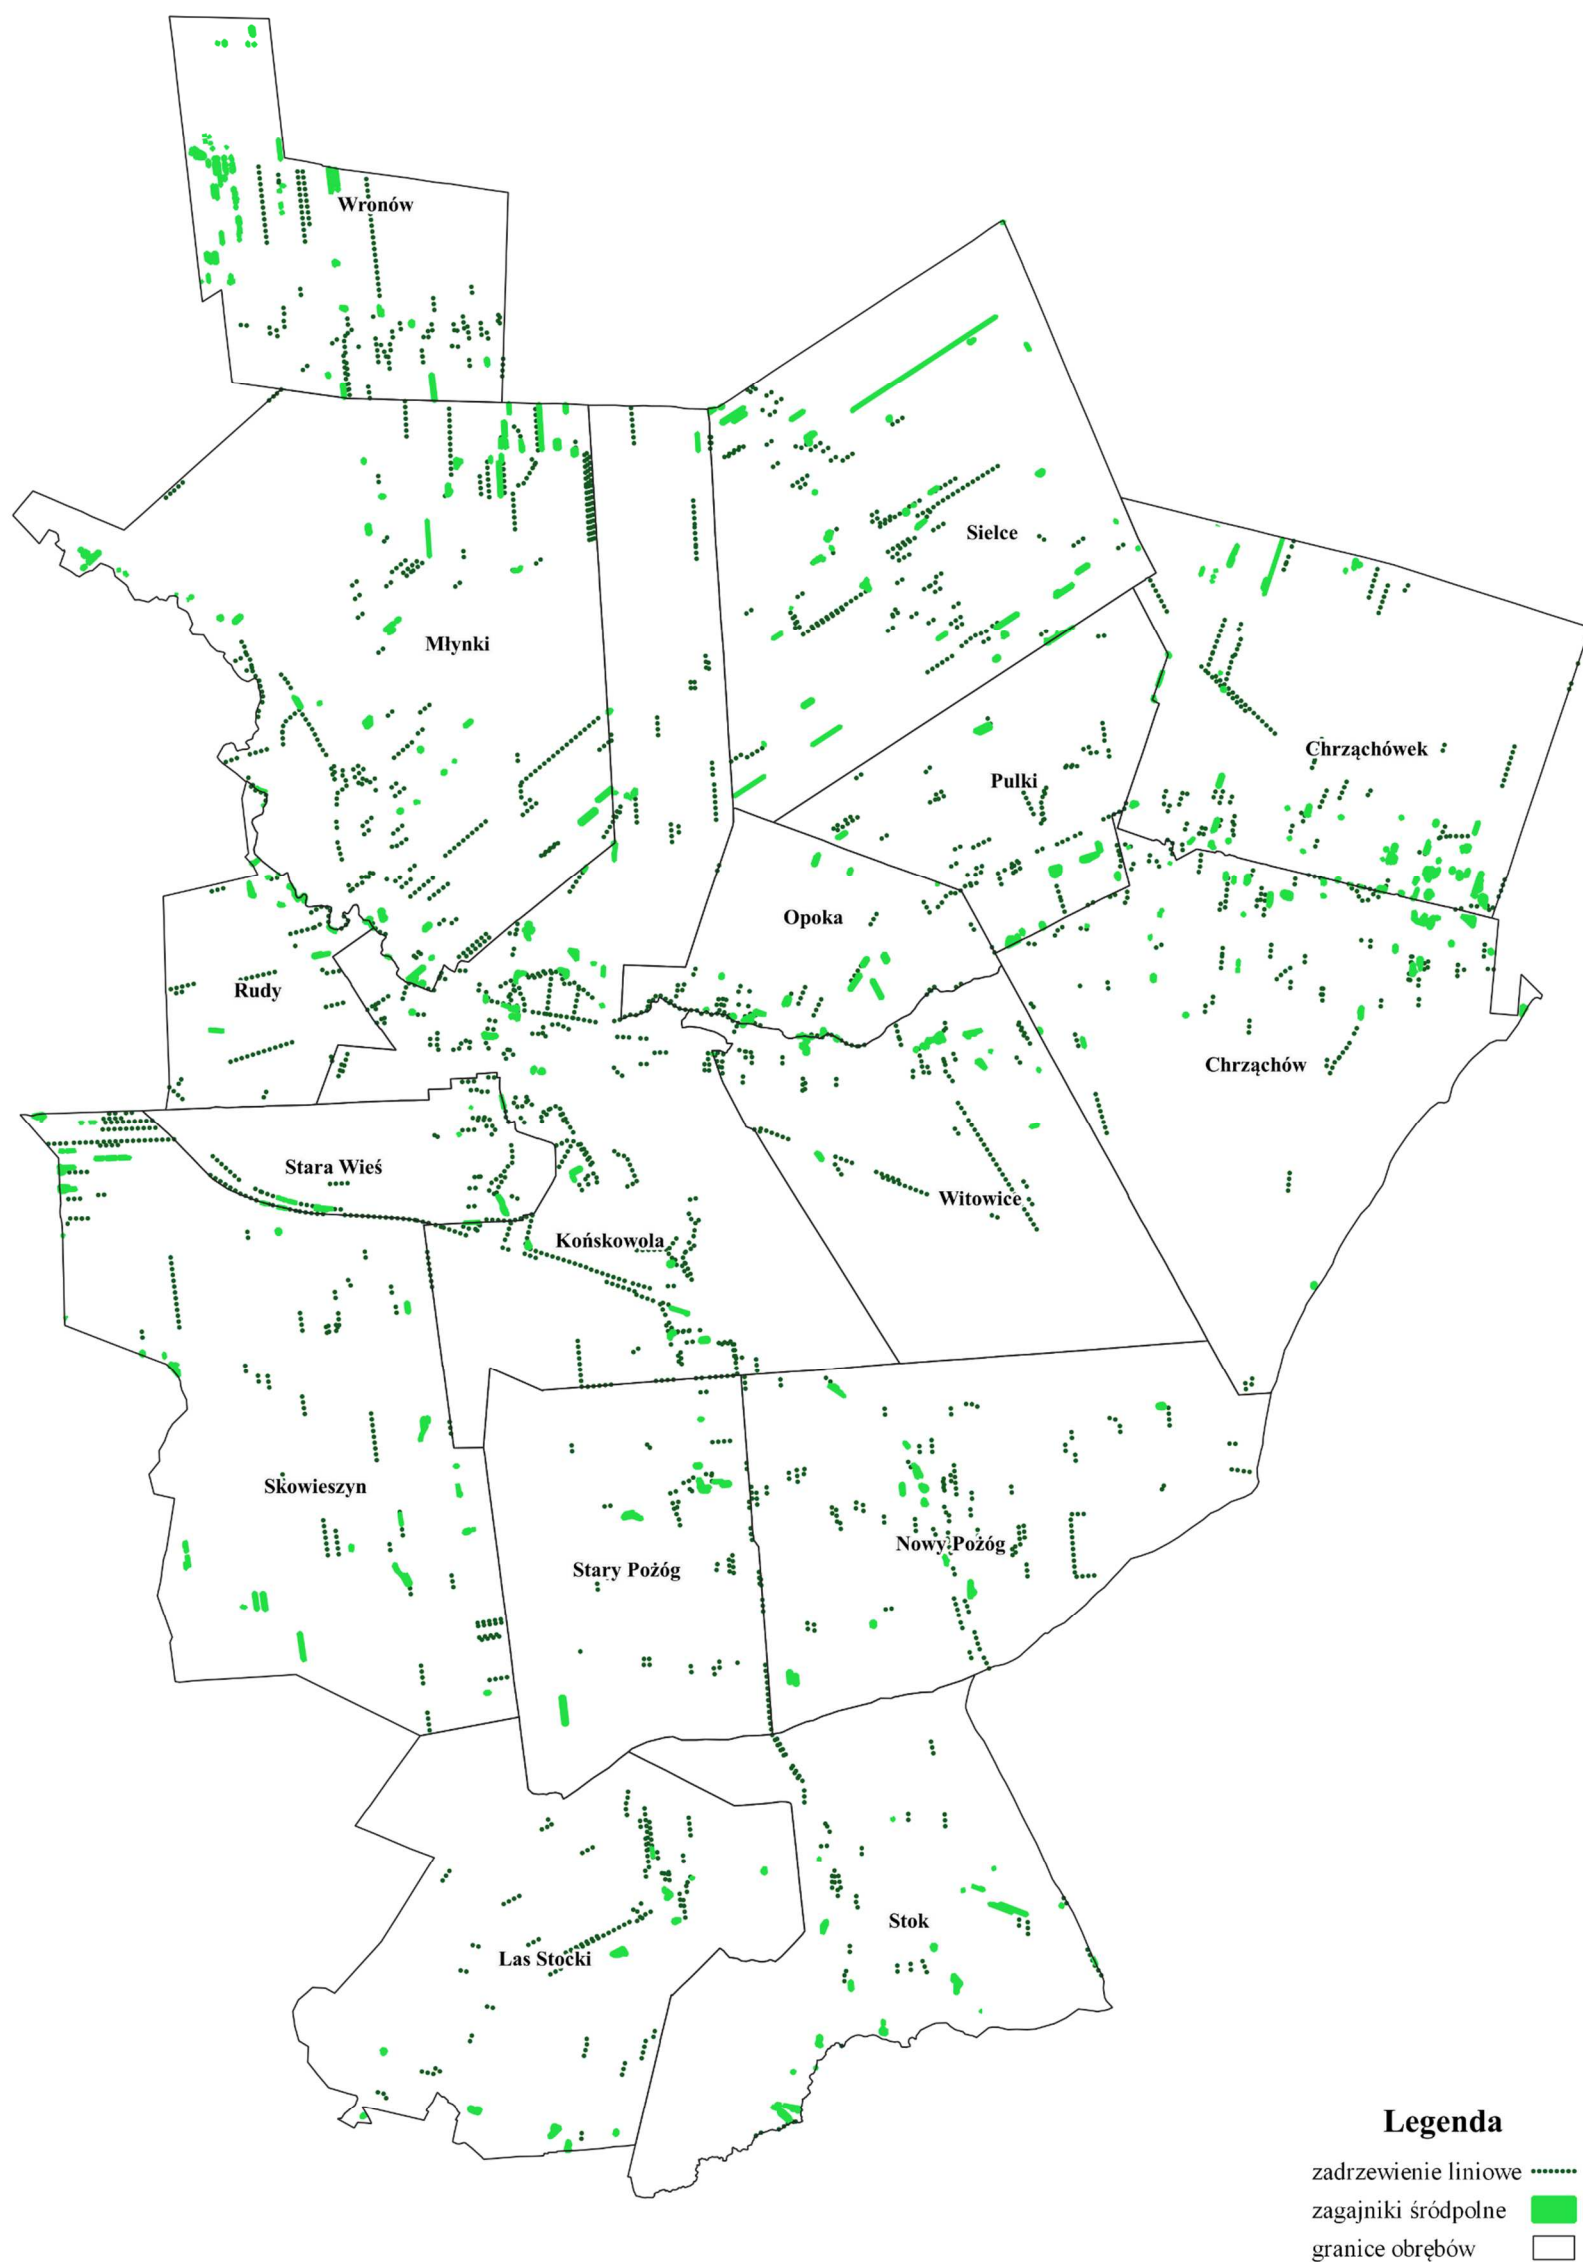 Wronów
Sielce
Młynki
Chrząchówek
Pulki
Opoka
Rudy
Chrząchów
Stara Wieś
Witowice
Końskowola
Skowieszyn
Nowy Pożóg
Stary Pożóg
Stok
Las Stocki
Legenda
zadrzewienie liniowe
zagajniki śródpolne
granice obrębów